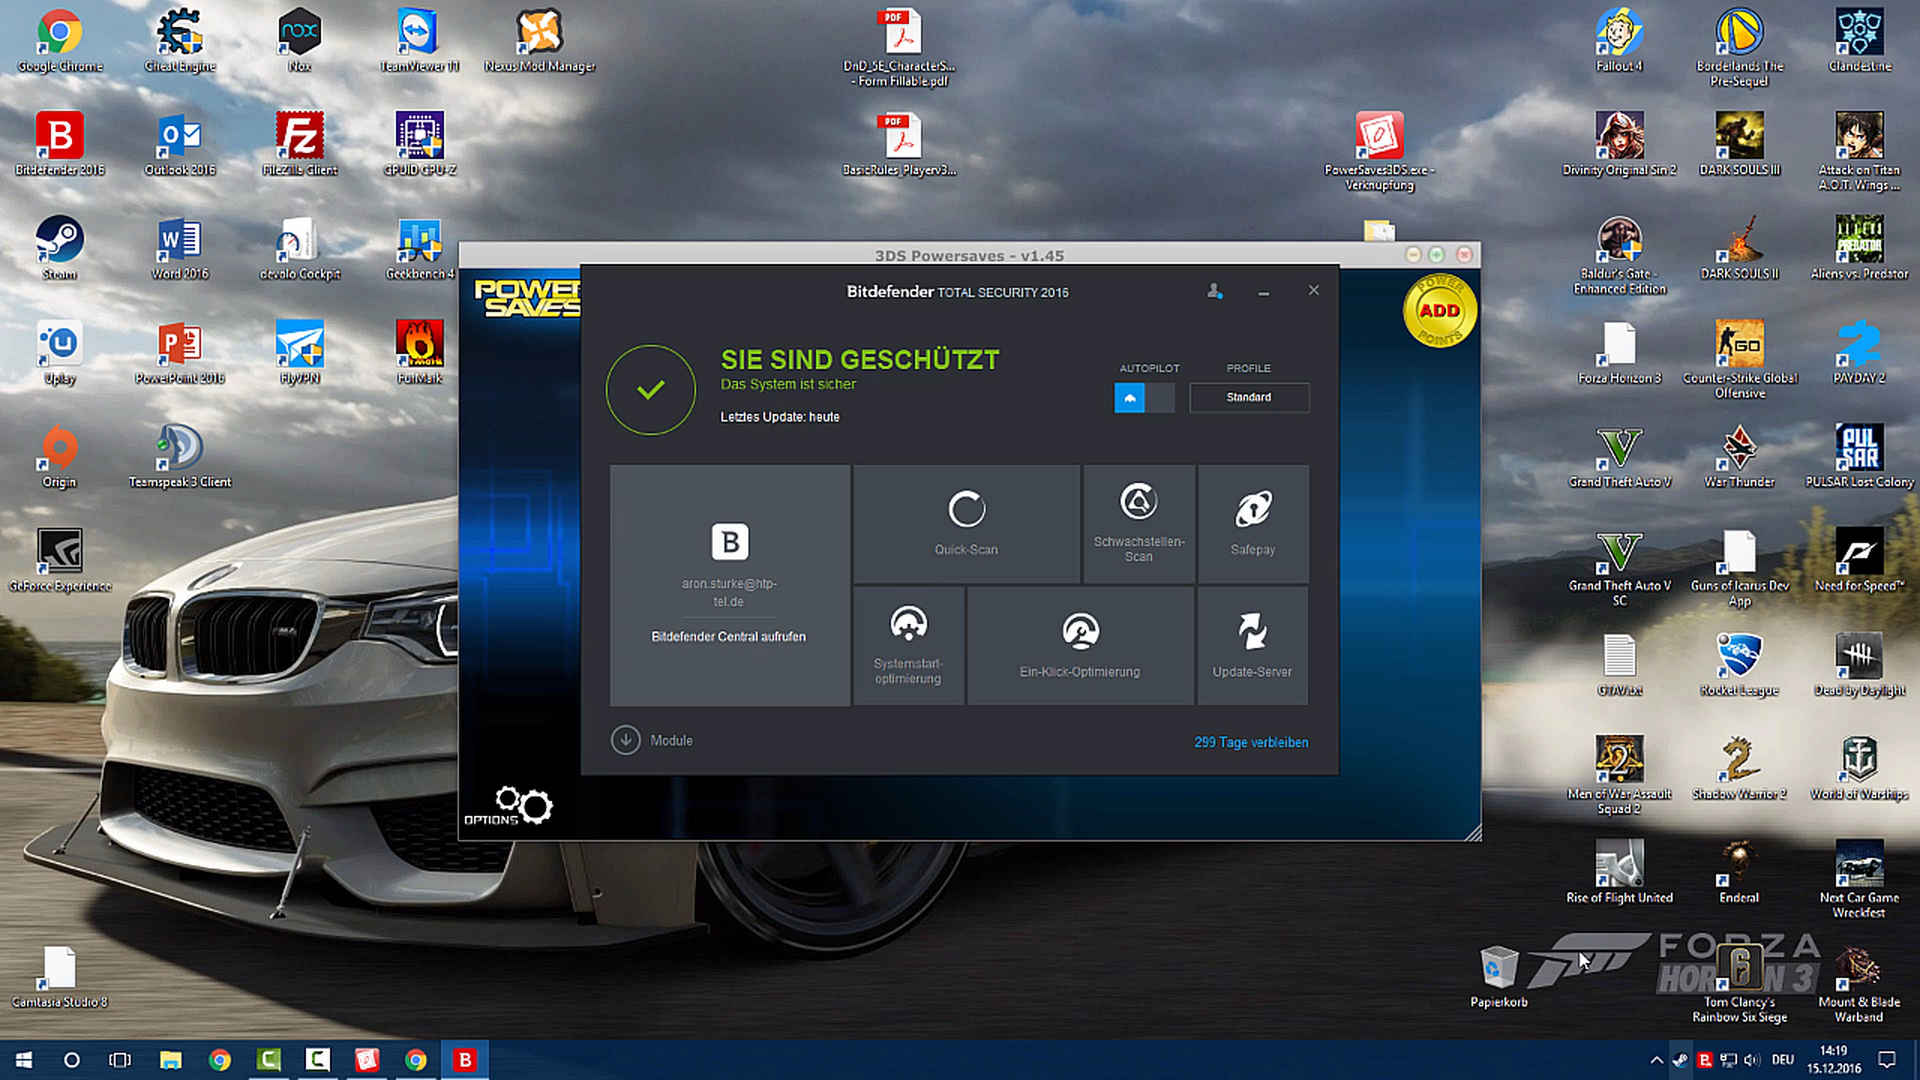 Google Chrome
Cheat Engine
Nox
TeamViewer 11
Nexus Mod Manager
DnD_5E_CharacterS...
- Form Fillable.pdf
Fallout 4
Borderlands The
Pre-Sequel
Clandestine
Bitdefender 2016
Outlook 2016
FileZilla Client
CPUID CPU-Z
BasicRules_Playerv3...
PowerSaves3DS.exe -
Verknüpfung
Divinity Original Sin 2
DARK SOULS III
Attack on Titan
A.O.T. Wings ...
Steam
Word 2016
devolo Cockpit
Geekbench 4
Baldur's Gate -
Enhanced Edition
DARK SOULS II
Aliens vs. Predator
Uplay
PowerPoint 2016
FlyVPN
FurMark
Forza Horizon 3
Counter-Strike Global
Offensive
PAYDAY 2
Origin
Teamspeak 3 Client
Grand Theft Auto V
War Thunder
PULSAR Lost Colony
GeForce Experience
Grand Theft Auto V
SC
Guns of Icarus Dev
App
Need for Speed™
GTAV.txt
Rocket League
Dead by Daylight
Men of War Assault
Squad 2
Shadow Warrior 2
World of Warships
Rise of Flight United
Enderal
Next Car Game
Wreckfest
Camtasia Studio 8
Papierkorb
FORZA
HORIZON 3
Tom Clancy's
Rainbow Six Siege
Mount & Blade
Warband
3DS Powersaves - v1.45
POWER
SAVES
POWER
ADD
POINTS
OPTIONS
Bitdefender TOTAL SECURITY 2016
SIE SIND GESCHÜTZT
Das System ist sicher
Letztes Update: heute
AUTOPILOT
PROFILE
Standard
B
aron.sturke@htp-
tel.de
Bitdefender Central aufrufen
Quick-Scan
Schwachstellen-
Scan
Safepay
Systemstart-
optimierung
Ein-Klick-Optimierung
Update-Server
Module
299 Tage verbleiben
DEU
14:19
15.12.2016